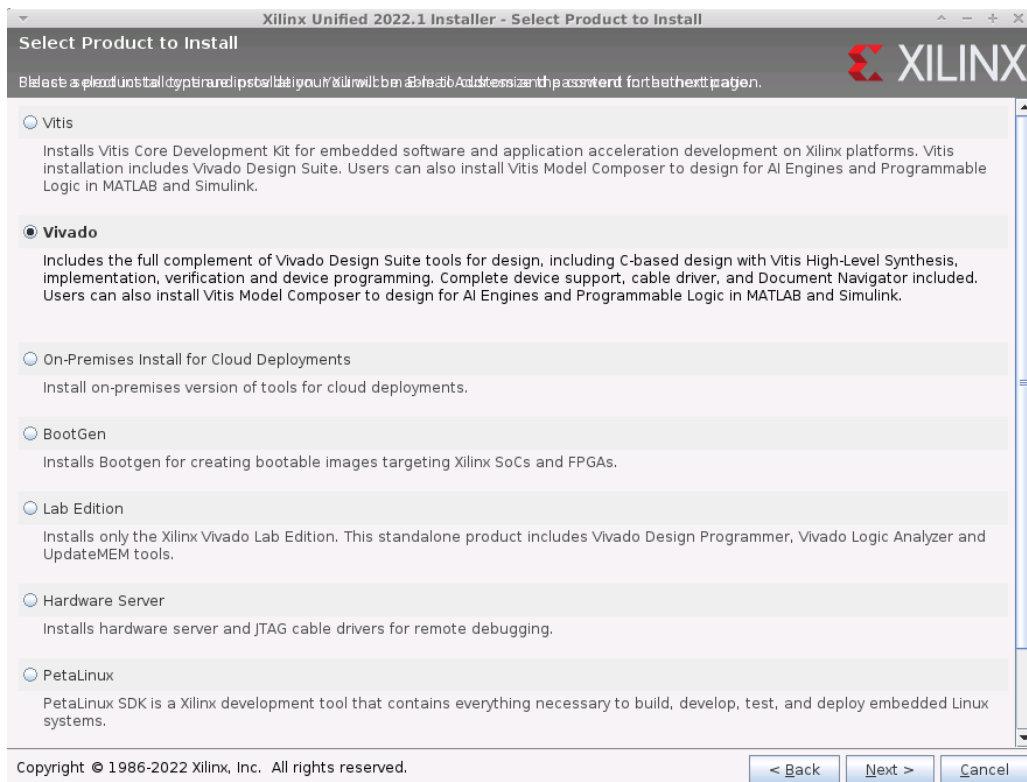 Xilinx Unified 2022.1 Installer - Select Product to Install
Select Product to Install
XILINX
Vitis
Installs Vitis Core Development Kit for embedded software and application acceleration development on Xilinx platforms. Vitis
installation includes Vivado Design Suite. Users can also install Vitis Model Composer to design for AI Engines and Programmable
Logic in MATLAB and Simulink.
Vivado
Includes the full complement of Vivado Design Suite tools for design, including C-based design with Vitis High-Level Synthesis,
implementation, verification and device programming. Complete device support, cable driver, and Document Navigator included.
Users can also install Vitis Model Composer to design for AI Engines and Programmable Logic in MATLAB and Simulink.
On-Premises Install for Cloud Deployments
Install on-premises version of tools for cloud deployments.
BootGen
Installs Bootgen for creating bootable images targeting Xilinx SoCs and FPGAs.
Lab Edition
Installs only the Xilinx Vivado Lab Edition. This standalone product includes Vivado Design Programmer, Vivado Logic Analyzer and
UpdateMEM tools.
Hardware Server
Installs hardware server and JTAG cable drivers for remote debugging.
PetaLinux
PetaLinux SDK is a Xilinx development tool that contains everything necessary to build, develop, test, and deploy embedded Linux
systems.
Copyright © 1986-2022 Xilinx, Inc. All rights reserved.
< Back Next > Cancel